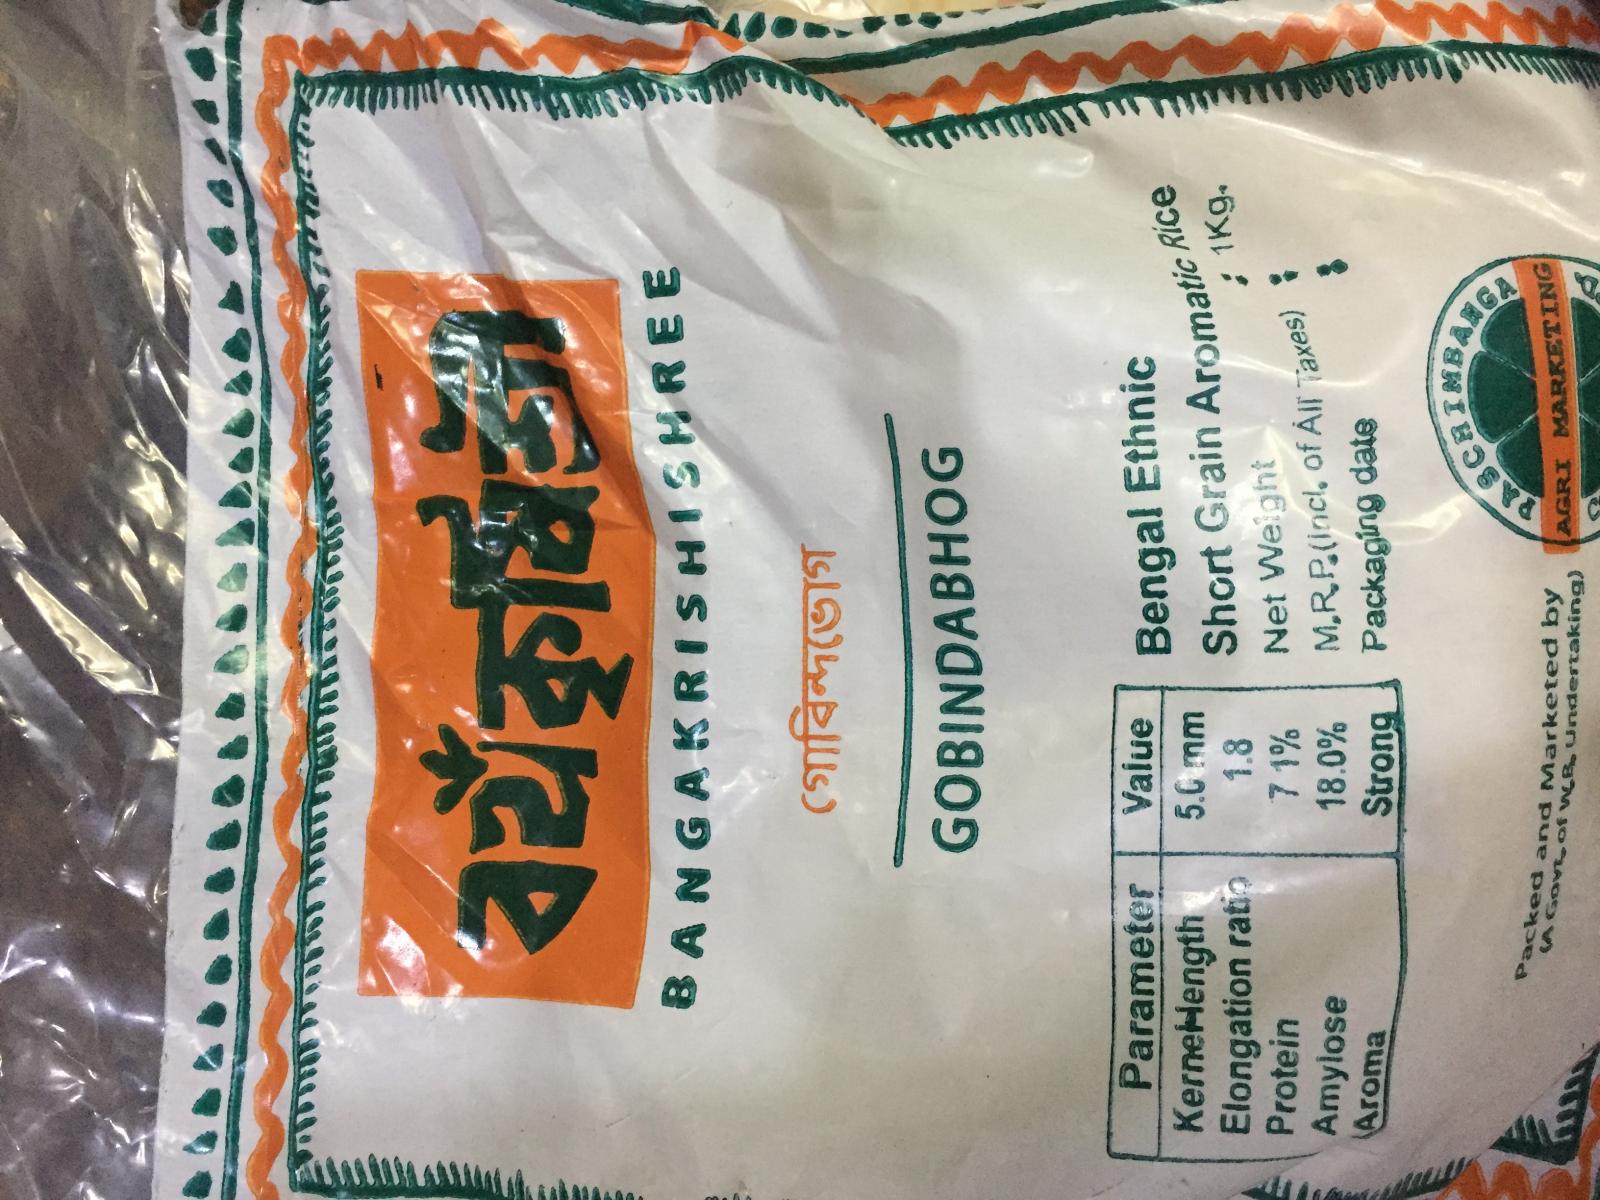 বঙ্গকৃষিশ্রী
BANGAKRISHISHREE
গোবিন্দভোগ
GOBINDABHOG
Parameter Value
Kernel length 5.0 mm
Elongation ratio 1.8
Protein 7 1%
Amylose 18.0%
Aroma Strong
Bengal Ethnic
Short Grain Aromatic Rice
Net Weight : 1Kg.
M.R.P.(incl. of All Taxes) :
Packaging date :
Packed and Marketed by
(A Govt. of W.B. Undertaking)
PASCHIMBANGA
AGRI MARKETING